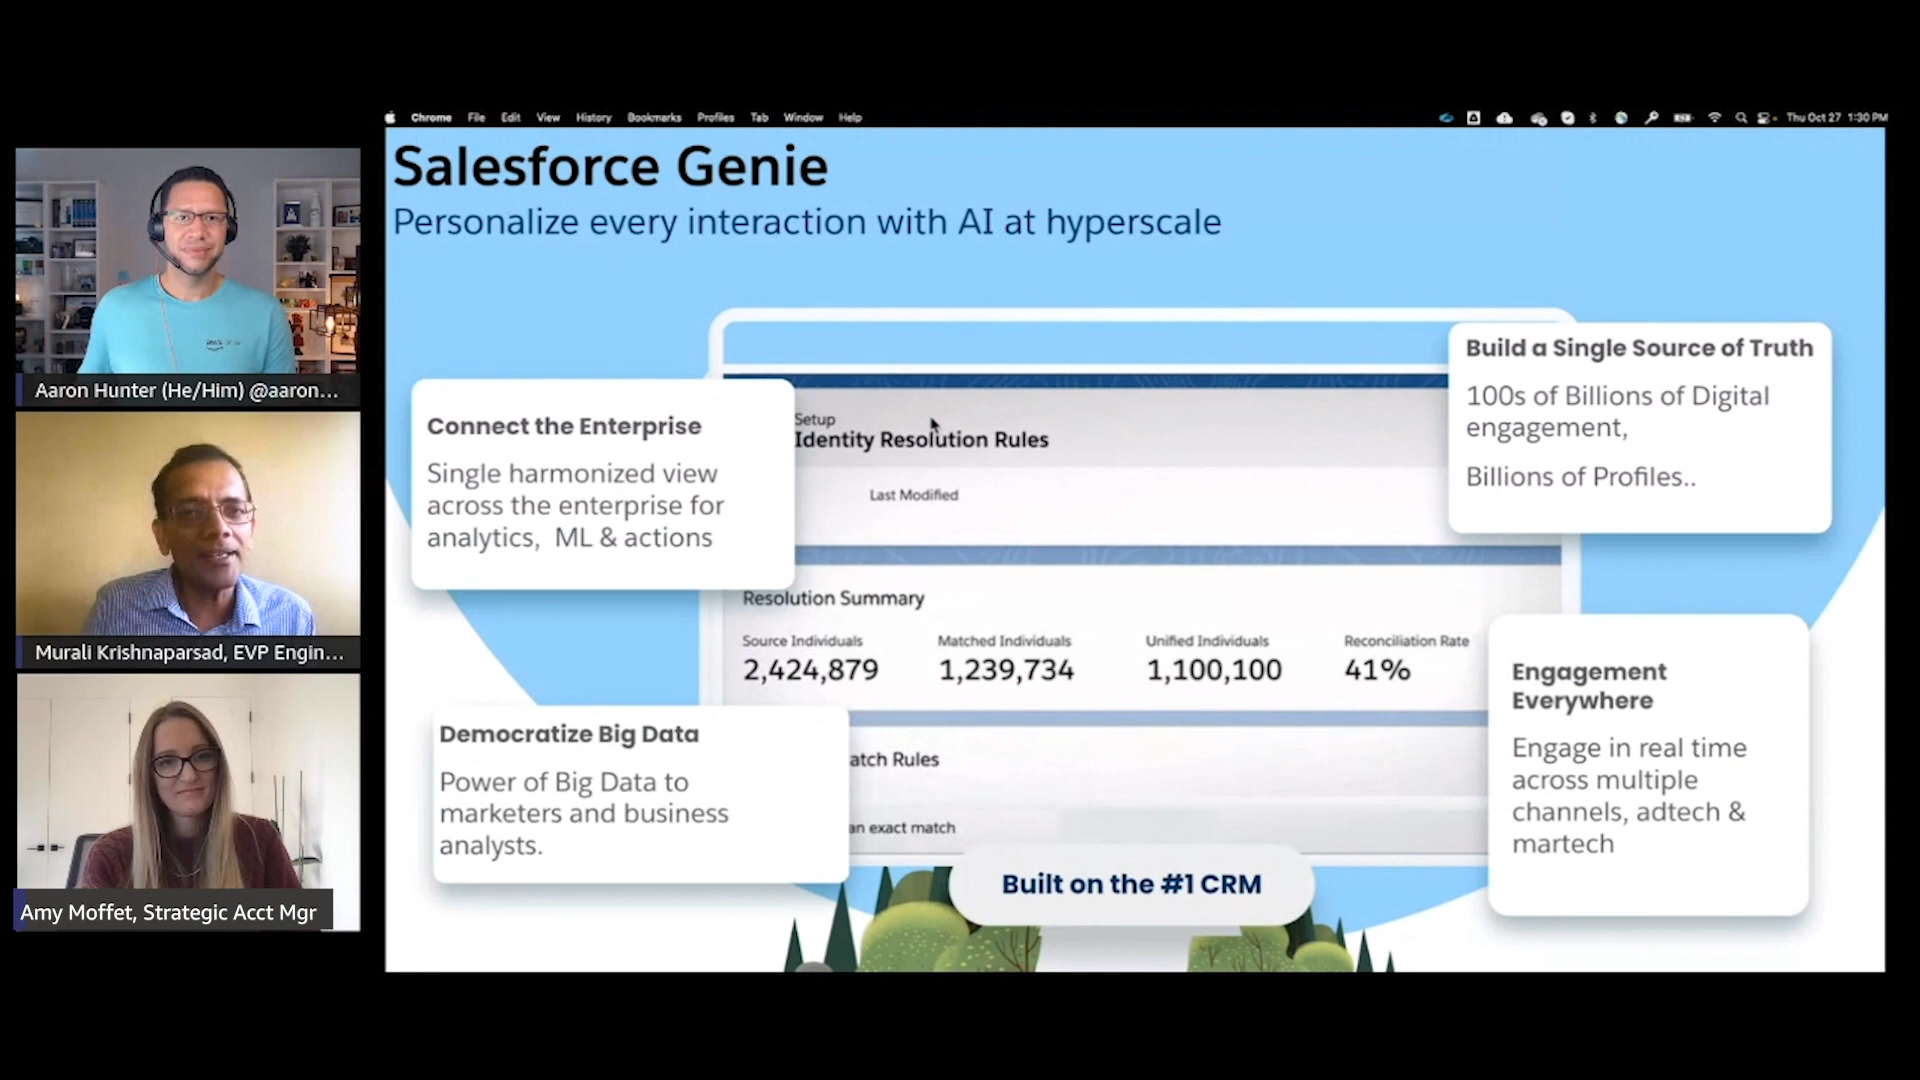 Chrome File Edit View History Bookmarks Profiles Tab Window Help
Thu Oct 27 1:30 PM
Salesforce Genie
Personalize every interaction with AI at hyperscale
Aaron Hunter (He/Him) @aaron...
Murali Krishnaparsad, EVP Engin...
Amy Moffet, Strategic Acct Mgr
Connect the Enterprise
Single harmonized view
across the enterprise for
analytics, ML & actions
Democratize Big Data
Power of Big Data to
marketers and business
analysts.
Setup
Identity Resolution Rules
Last Modified
Resolution Summary
Source Individuals Matched Individuals Unified Individuals Reconciliation Rate
2,424,879 1,239,734 1,100,100 41%
atch Rules
an exact match
Built on the #1 CRM
Build a Single Source of Truth
100s of Billions of Digital
engagement,
Billions of Profiles..
Engagement
Everywhere
Engage in real time
across multiple
channels, adtech &
martech